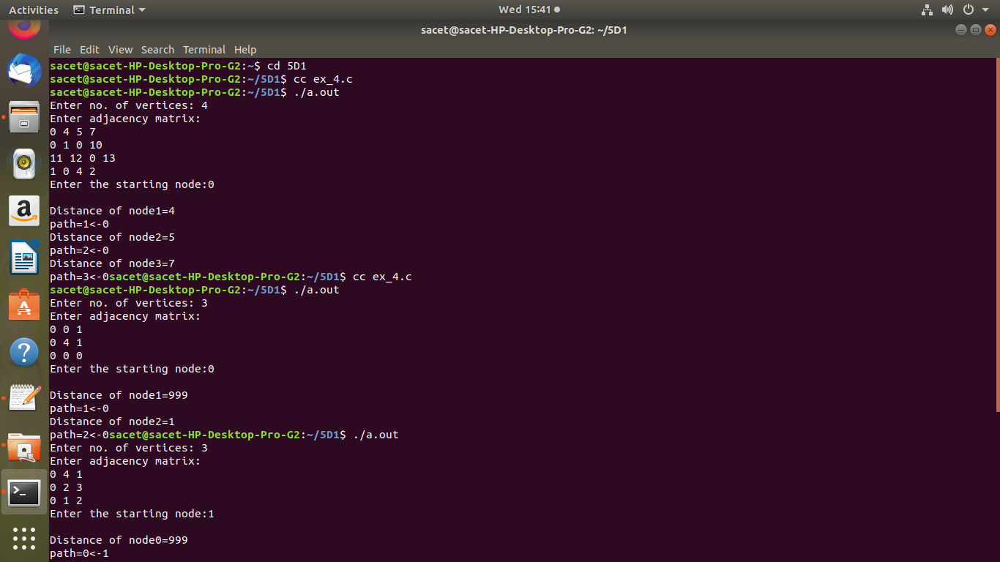 Activities Terminal Wed 15:41
sacet@sacet-HP-Desktop-Pro-G2: ~/5D1
File Edit View Search Terminal Help
sacet@sacet-HP-Desktop-Pro-G2:~$ cd 5D1
sacet@sacet-HP-Desktop-Pro-G2:~/5D1$ cc ex_4.c
sacet@sacet-HP-Desktop-Pro-G2:~/5D1$ ./a.out
Enter no. of vertices: 4
Enter adjacency matrix:
0 4 5 7
0 1 0 10
11 12 0 13
1 0 4 2
Enter the starting node:0

Distance of node1=4
path=1<-0
Distance of node2=5
path=2<-0
Distance of node3=7
path=3<-0sacet@sacet-HP-Desktop-Pro-G2:~/5D1$ cc ex_4.c
sacet@sacet-HP-Desktop-Pro-G2:~/5D1$ ./a.out
Enter no. of vertices: 3
Enter adjacency matrix:
0 0 1
0 4 1
0 0 0
Enter the starting node:0

Distance of node1=999
path=1<-0
Distance of node2=1
path=2<-0sacet@sacet-HP-Desktop-Pro-G2:~/5D1$ ./a.out
Enter no. of vertices: 3
Enter adjacency matrix:
0 4 1
0 2 3
0 1 2
Enter the starting node:1

Distance of node0=999
path=0<-1